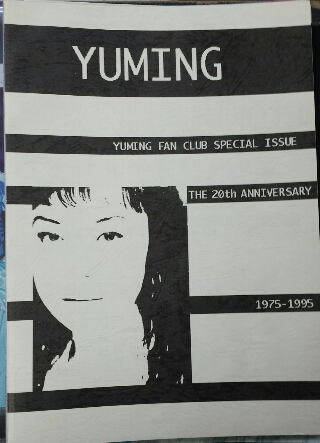 YUMING
YUMING FAN CLUB SPECIAL ISSUE
THE 20th ANNIVERSARY
1975-1995